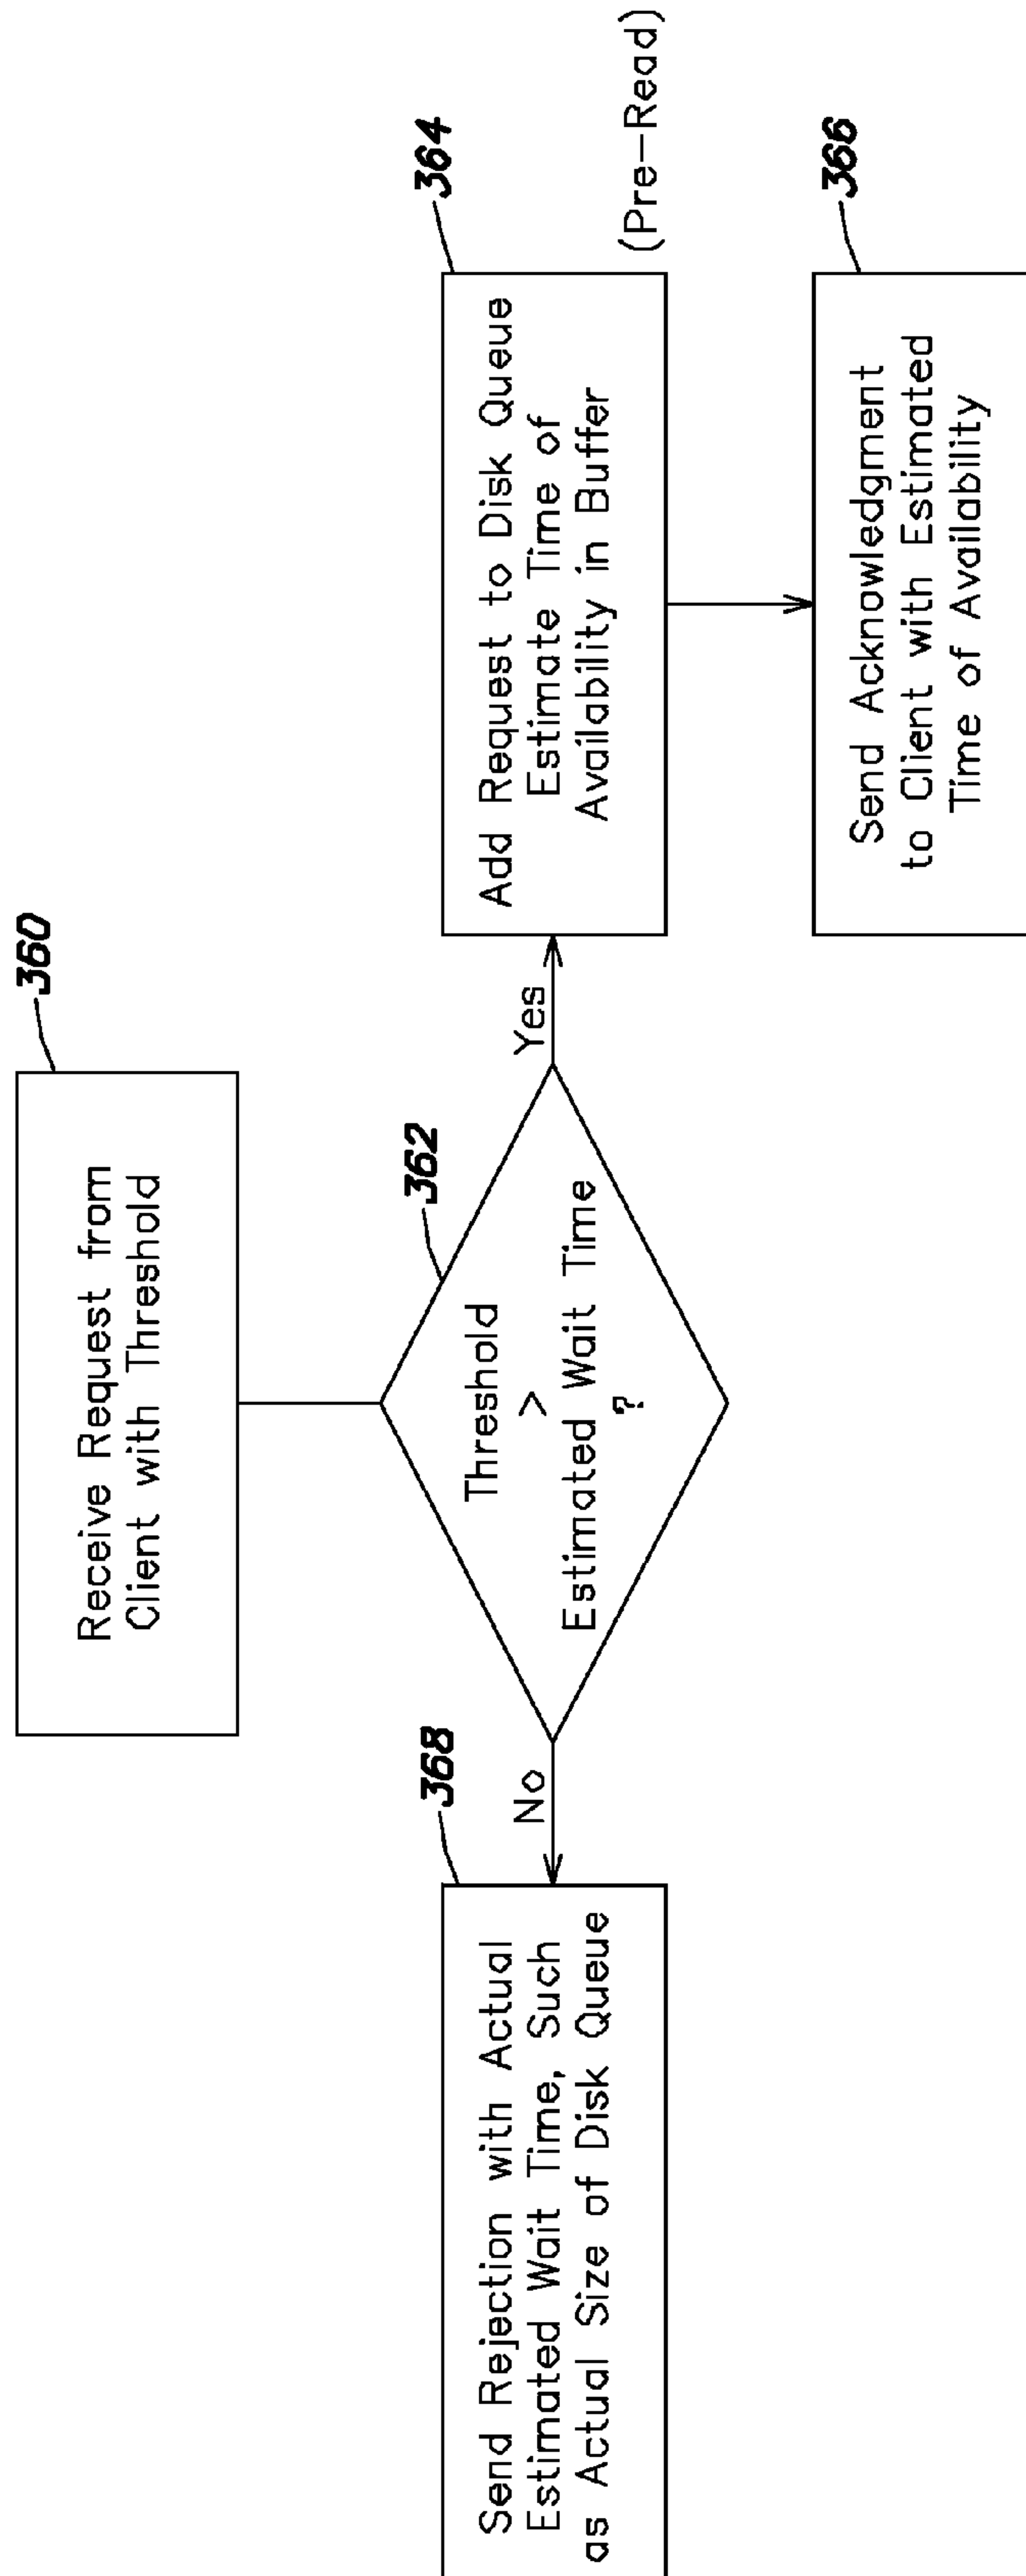 360
Receive Request from
Client with Threshold
362
Threshold
>
Estimated Wait Time
?
No
Yes
368
Send Rejection with Actual
Estimated Wait Time, Such
as Actual Size of Disk Queue
364
Add Request to Disk Queue
Estimate Time of
Availability in Buffer
(Pre-Read)
366
Send Acknowledgment
to Client with Estimated
Time of Availability